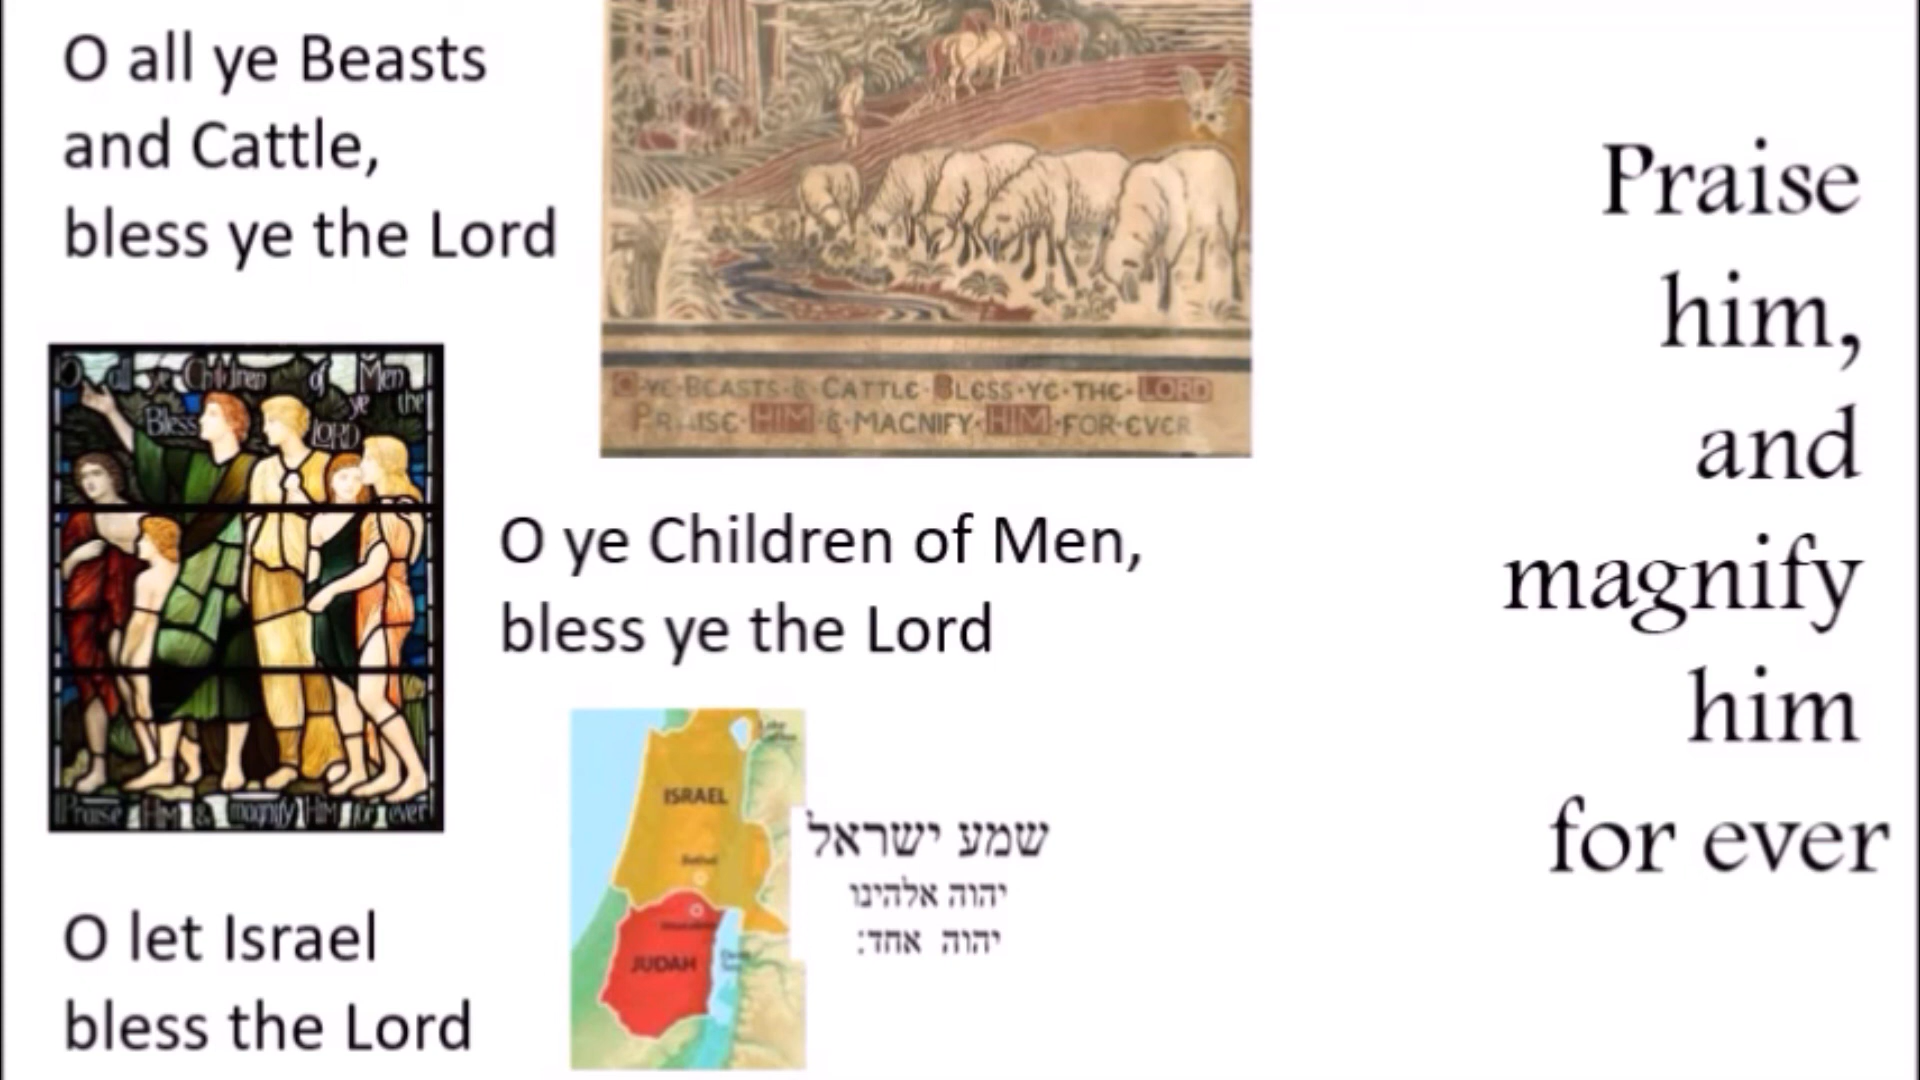 O all ye Beasts
and Cattle,
bless ye the Lord
O·YE·BEASTS·&·CATTLE·BLESS·YE·THE·LORD
PRAISE·HIM·&·MAGNIFY·HIM·FOR·EVER
O all ye Children of Men
Bless ye the
LORD
Praise HIM & magnify HIM for ever
O ye Children of Men,
bless ye the Lord
ISRAEL
Bethel
JUDAH
Dead
Sea
שמע ישראל
יהוה אלהינו
יהוה אחד:
O let Israel
bless the Lord
Praise
him,
and
magnify
him
for ever